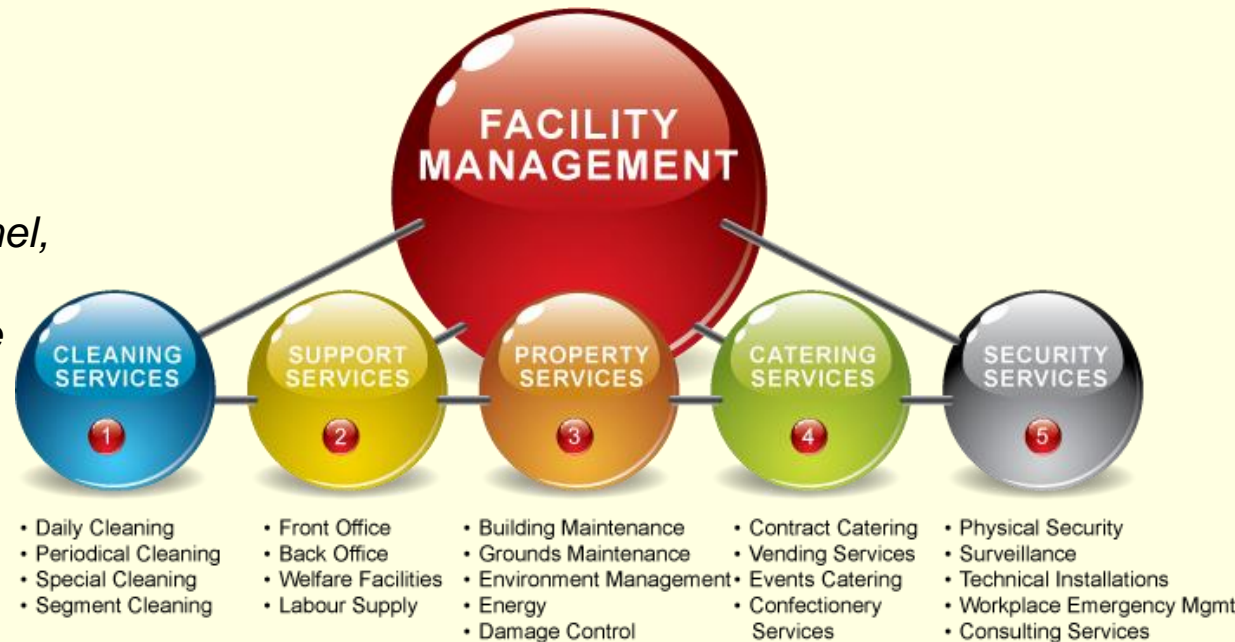 FACILITY
MANAGEMENT
nel,
e
CLEANING
SERVICES
1
SUPPORT
SERVICES
2
PROPERTY
SERVICES
3
CATERING
SERVICES
4
SECURITY
SERVICES
5
• Daily Cleaning
• Periodical Cleaning
• Special Cleaning
• Segment Cleaning
• Front Office
• Back Office
• Welfare Facilities
• Labour Supply
• Building Maintenance
• Grounds Maintenance
• Environment Management
• Energy
• Damage Control
• Contract Catering
• Vending Services
• Events Catering
• Confectionery
Services
• Physical Security
• Surveillance
• Technical Installations
• Workplace Emergency Mgmt
• Consulting Services